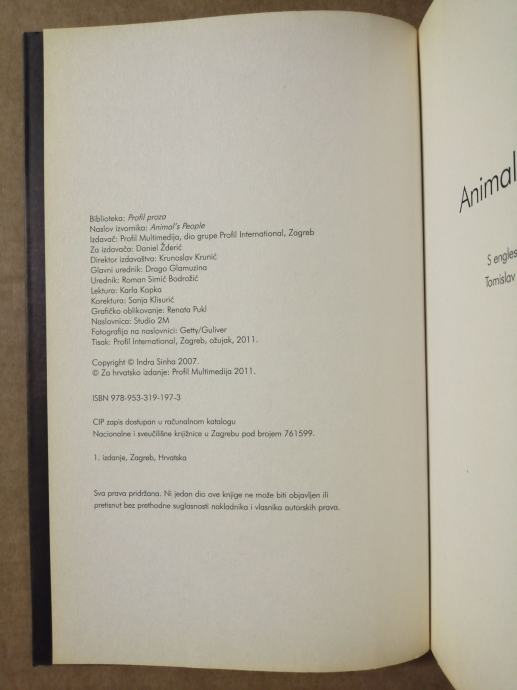 Biblioteka: Profil proza
Naslov izvornika: Animal's People
Izdavač: Profil Multimedija, dio grupe Profil International, Zagreb
Za izdavača: Daniel Žderić
Direktor izdavaštva: Krunoslav Krunić
Glavni urednik: Drago Glamuzina
Urednik: Roman Simić Bodrožić
Lektura: Karla Kopka
Korektura: Sanja Klisurić
Grafičko oblikovanje: Renata Pukl
Naslovnica: Studio 2M
Fotografija na naslovnici: Getty/Guliver
Tisak: Profil International, Zagreb, ožujak, 2011.
Copyright © Indra Sinha 2007.
© Za hrvatsko izdanje: Profil Multimedija 2011.
ISBN 978-953-319-197-3
CIP zapis dostupan u računalnom katalogu
Nacionalne i sveučilišne knjižnice u Zagrebu pod brojem 761599.
1. izdanje, Zagreb, Hrvatska
Sva prava pridržana. Ni jedan dio ove knjige ne može biti objavljen ili
pretisnut bez prethodne suglasnosti nakladnika i vlasnika autorskih prava.
Animal
S engles
Tomislav